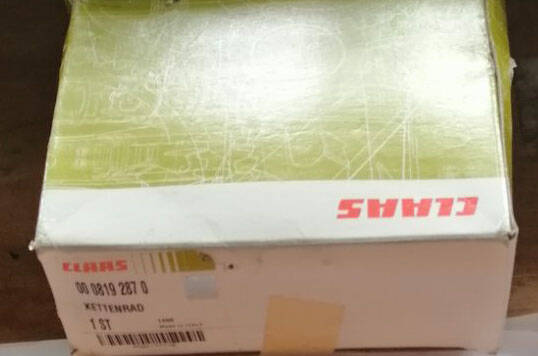 CLAAS
CLAAS
00 0819 287 0
KETTENRAD
1 ST